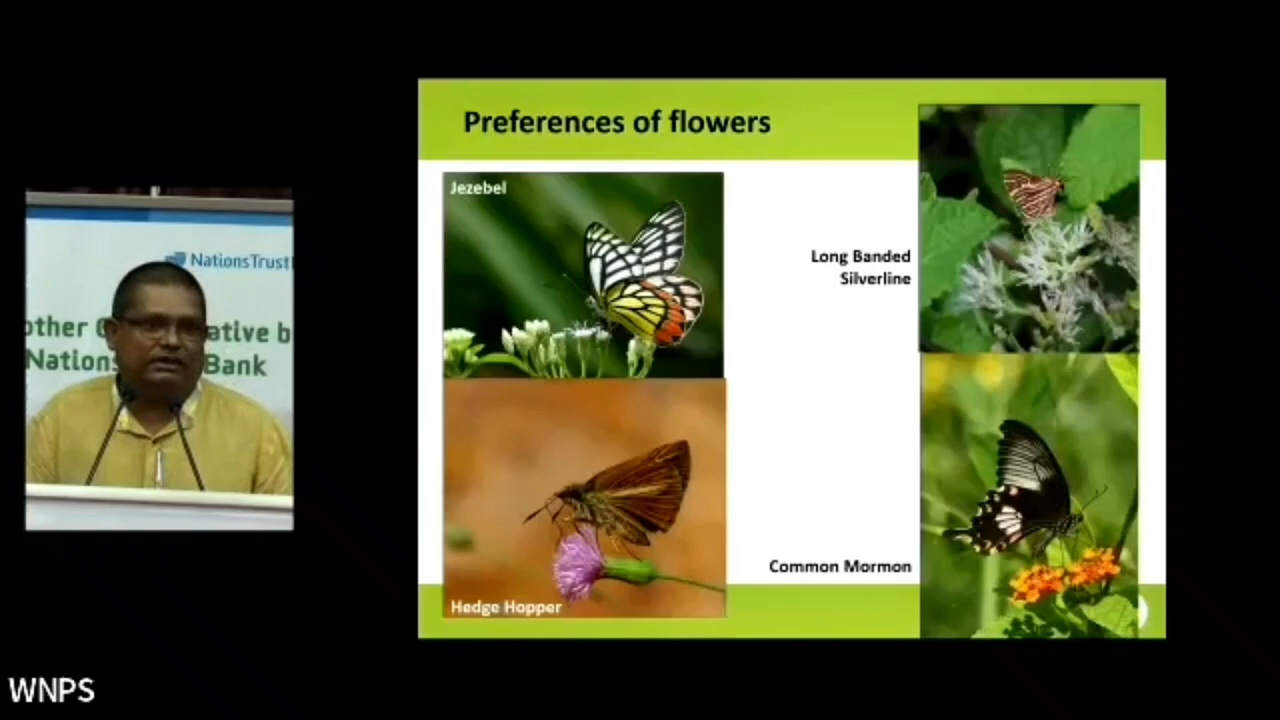 NationsTrust
other
ative b
Nations
Bank
Preferences of flowers
Jezebel
Long Banded
Silverline
Hedge Hopper
Common Mormon
WNPS